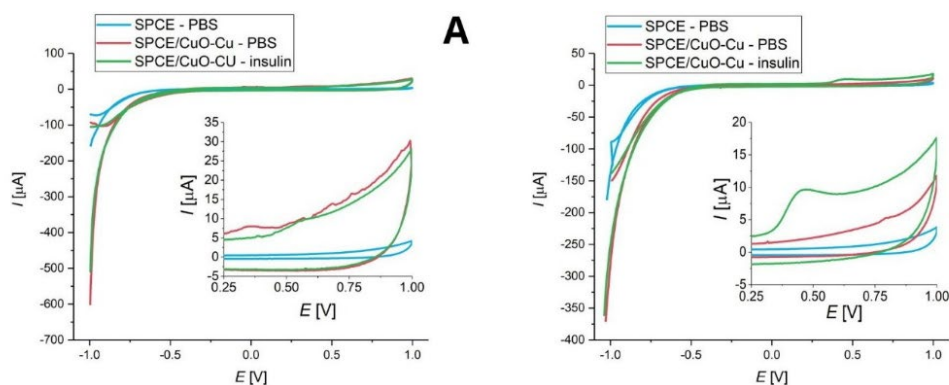 SPCE - PBS
SPCE/CuO-Cu - PBS
SPCE/CuO-CU - insulin
A
SPCE - PBS
SPCE/CuO-Cu - PBS
SPCE/CuO-Cu - insulin
100
0
-100
-200
-300
-400
-500
-600
-700
I [μA]
-1.0 -0.5 0.0 0.5 1.0
E [V]
35
30
25
20
15
10
5
0
-5
I [μA]
0.25 0.50 0.75 1.00
E [V]
50
0
-50
-100
-150
-200
-250
-300
-350
-400
I [μA]
-1.0 -0.5 0.0 0.5 1.0
E [V]
20
15
10
5
0
-5
I [μA]
0.25 0.50 0.75 1.00
E [V]